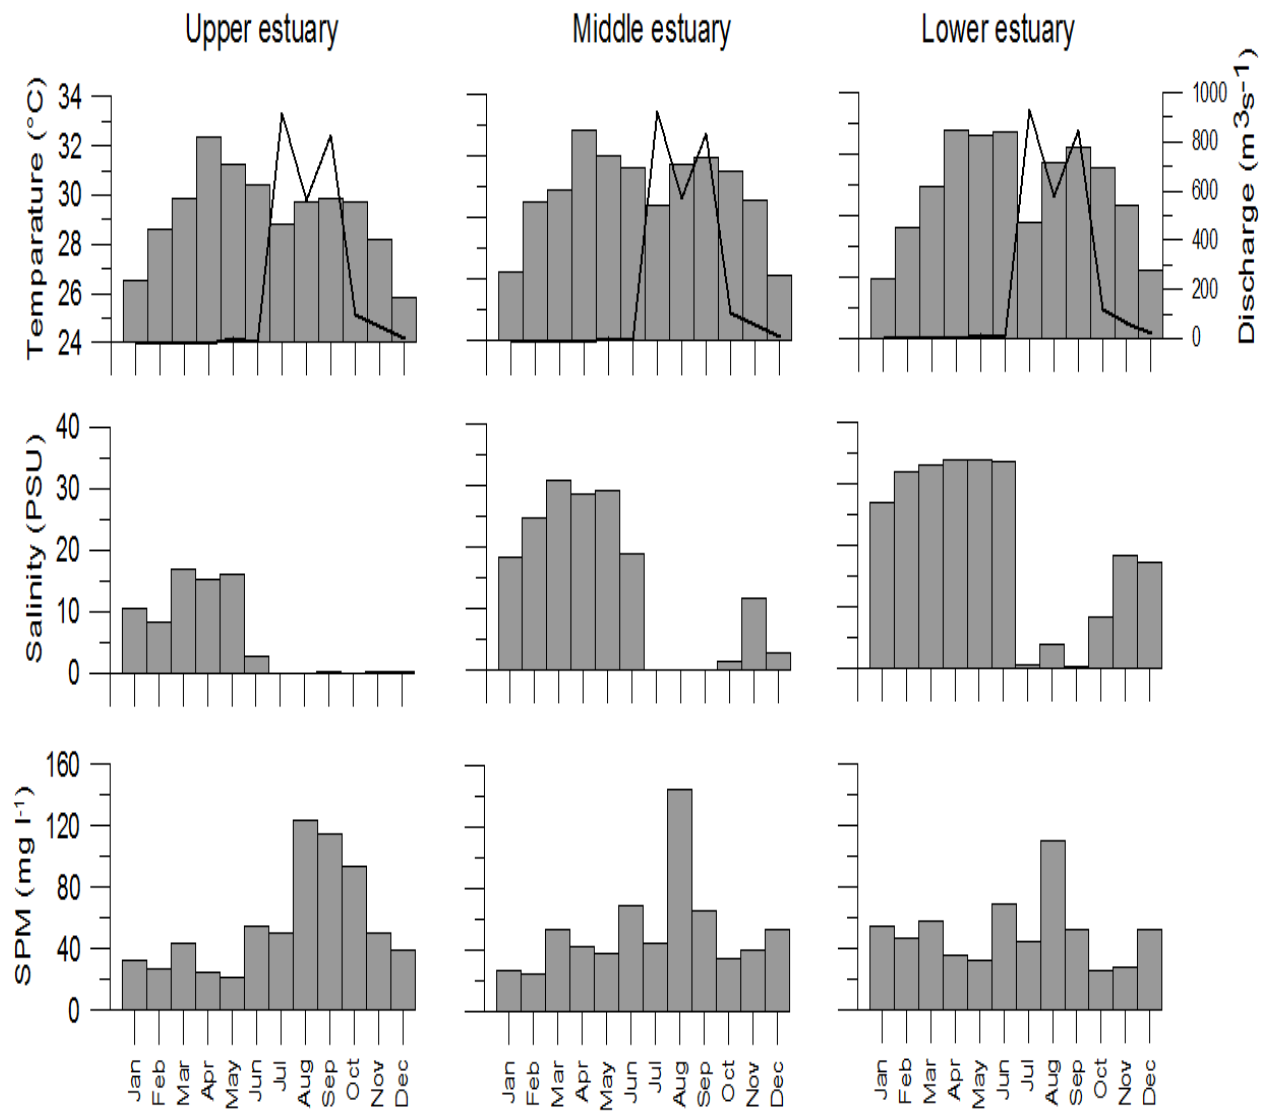 Upper estuary Middle estuary Lower estuary
Temparature (°C)
34
32
30
28
26
24
1000
800
600
400
200
0
Discharge (m³s⁻¹)
Salinity (PSU)
40
30
20
10
0
SPM (mg l⁻¹)
160
120
80
40
0
Jan Feb Mar Apr May Jun Jul Aug Sep Oct Nov Dec
Jan Feb Mar Apr May Jun Jul Aug Sep Oct Nov Dec
Jan Feb Mar Apr May Jun Jul Aug Sep Oct Nov Dec